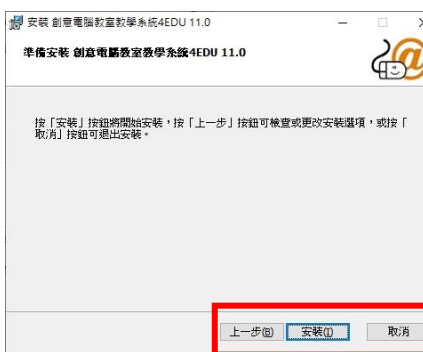 安裝 創意電腦教室教學系統4EDU 11.0
準備安裝 創意電腦教室教學系統4EDU 11.0
按「安裝」按鈕將開始安裝，按「上一步」按鈕可檢查或更改安裝選項，或按「
取消」按鈕可退出安裝。
上一步(B) 安裝(I) 取消